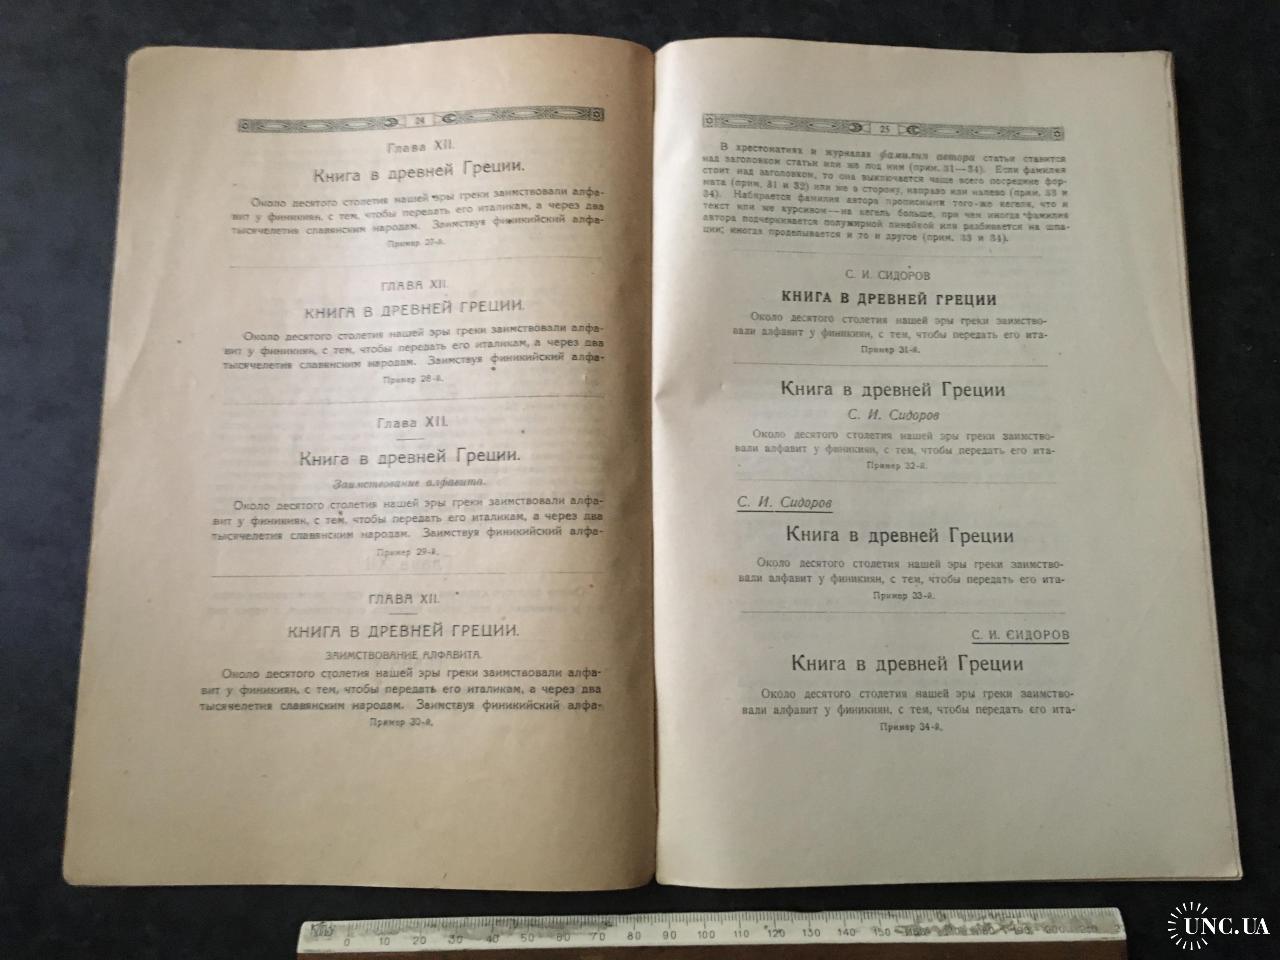 24
Глава XII.
Книга в древней Греции.
Около десятого столетия нашей эры греки заимствовали алфа-
вит у финикиян, с тем, чтобы передать его италикам, а через два
тысячелетия славянским народам. Заимствуя финикийский алфа-
Пример 27-й.
ГЛАВА XII.
КНИГА В ДРЕВНЕЙ ГРЕЦИИ.
Около десятого столетия нашей эры греки заимствовали алфа-
вит у финикиян, с тем, чтобы передать его италикам, а через два
тысячелетия славянским народам. Заимствуя финикийский алфа-
Пример 28-й.
Глава XII.
Книга в древней Греции.
Заимствование алфавита.
Около десятого столетия нашей эры греки заимствовали алфа-
вит у финикиян, с тем, чтобы передать его италикам, а через два
тысячелетия славянским народам. Заимствуя финикийский алфа-
Пример 29-й.
ГЛАВА XII.
КНИГА В ДРЕВНЕЙ ГРЕЦИИ.
ЗАИМСТВОВАНИЕ АЛФАВИТА.
Около десятого столетия нашей эры греки заимствовали алфа-
вит у финикиян, с тем, чтобы передать его италикам, а через два
тысячелетия славянским народам. Заимствуя финикийский алфа-
Пример 30-й.
25
В хрестоматиях и журналах фамилия автора статьи ставится
над заголовком статьи или же под ним (прим. 31—34). Если фамилия
стоит над заголовком, то она выключается чаще всего посредине фор-
мата (прим. 31 и 32) или же в сторону, направо или налево (прим. 33 и
34). Набирается фамилия автора прописными того-же кегеля, что и
текст или же курсивом—на кегель больше, при чем иногда фамилия
автора подчеркивается полужирной линейкой или разбивается на шпа-
ции; иногда проделывается и то и другое (прим. 33 и 34).
С. И. СИДОРОВ
КНИГА В ДРЕВНЕЙ ГРЕЦИИ
Около десятого столетия нашей эры греки заимство-
вали алфавит у финикиян, с тем, чтобы передать его ита-
Пример 31-й.
Книга в древней Греции
С. И. Сидоров
Около десятого столетия нашей эры греки заимство-
вали алфавит у финикиян, с тем, чтобы передать его ита-
Пример 32-й.
С. И. Сидоров
Книга в древней Греции
Около десятого столетия нашей эры греки заимство-
вали алфавит у финикиян, с тем, чтобы передать его ита-
Пример 33-й.
С. И. СИДОРОВ
Книга в древней Греции
Около десятого столетия нашей эры греки заимство-
вали алфавит у финикиян, с тем, чтобы передать его ита-
Пример 34-й.
0 10 20 30 40 50 60 70 80 90 100 110 120 130 140 150
UNC.UA